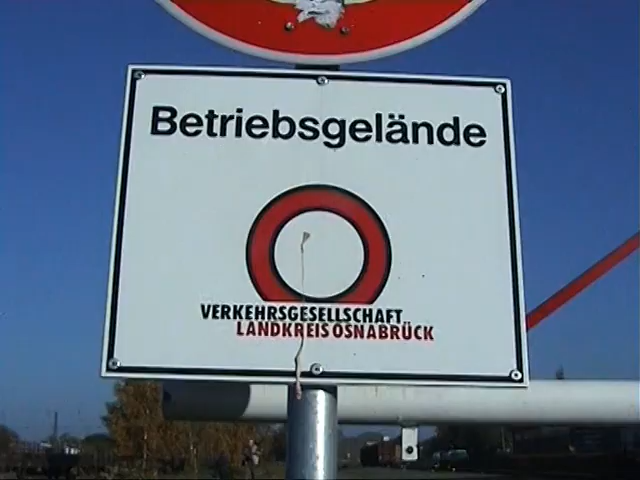 Betriebsgelände
VERKEHRSGESELLSCHAFT
LANDKREIS OSNABRÜCK